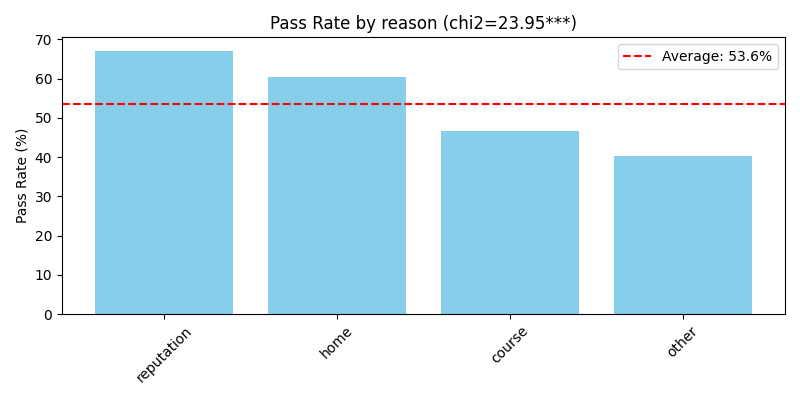 Pass Rate by reason (chi2=23.95***)
Average: 53.6%
Pass Rate (%)
70
60
50
40
30
20
10
0
reputation
home
course
other